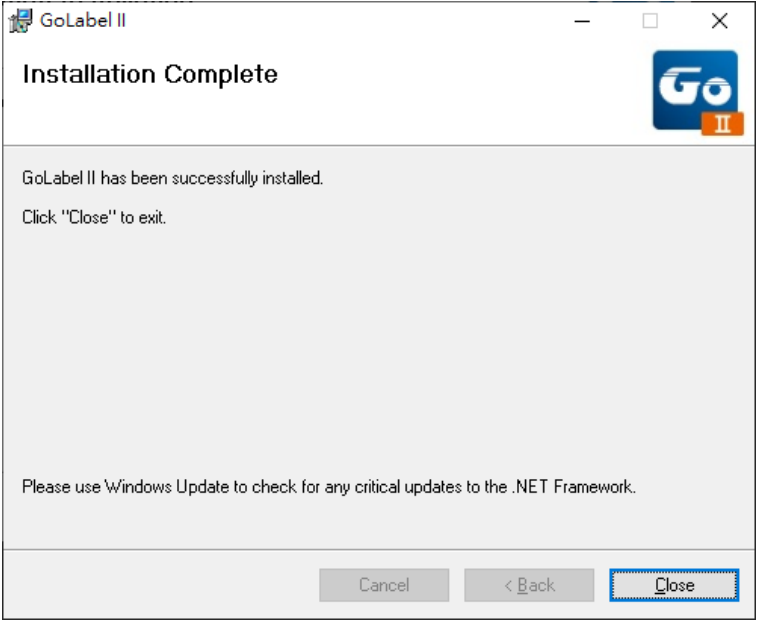 GoLabel II
Installation Complete
Go
II
GoLabel II has been successfully installed.
Click "Close" to exit.
Please use Windows Update to check for any critical updates to the .NET Framework.
Cancel
< Back
Close